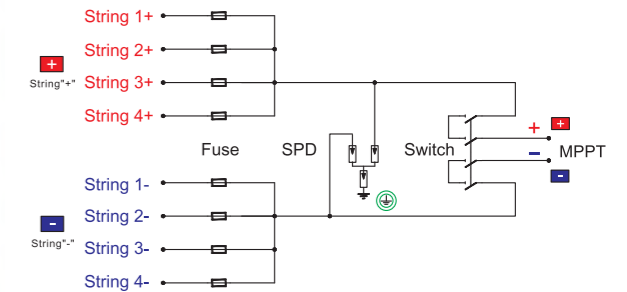 String 1+
String 2+
+
String 3+
String"+"
String 4+
Fuse
SPD
Switch
+
+
MPPT
−
-
String 1-
String 2-
-
String"-"
String 3-
String 4-